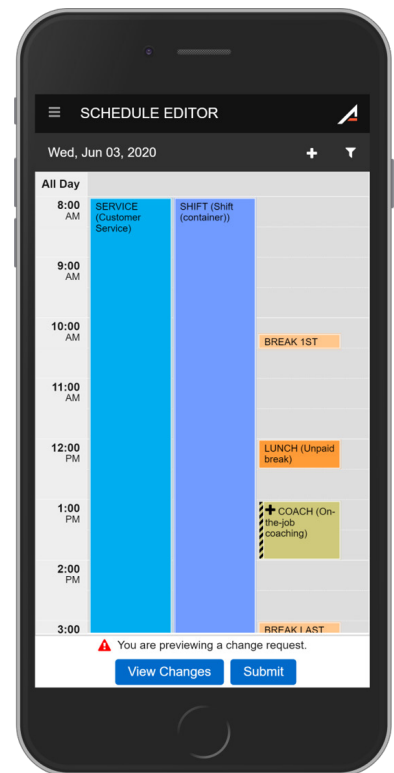 SCHEDULE EDITOR
Wed, Jun 03, 2020
All Day
8:00
AM
SERVICE
(Customer
Service)
SHIFT (Shift
(container))
9:00
AM
10:00
AM
BREAK 1ST
11:00
AM
12:00
PM
LUNCH (Unpaid
break)
1:00
PM
COACH (On-
the-job
coaching)
2:00
PM
3:00
BREAK LAST
You are previewing a change request.
View Changes
Submit